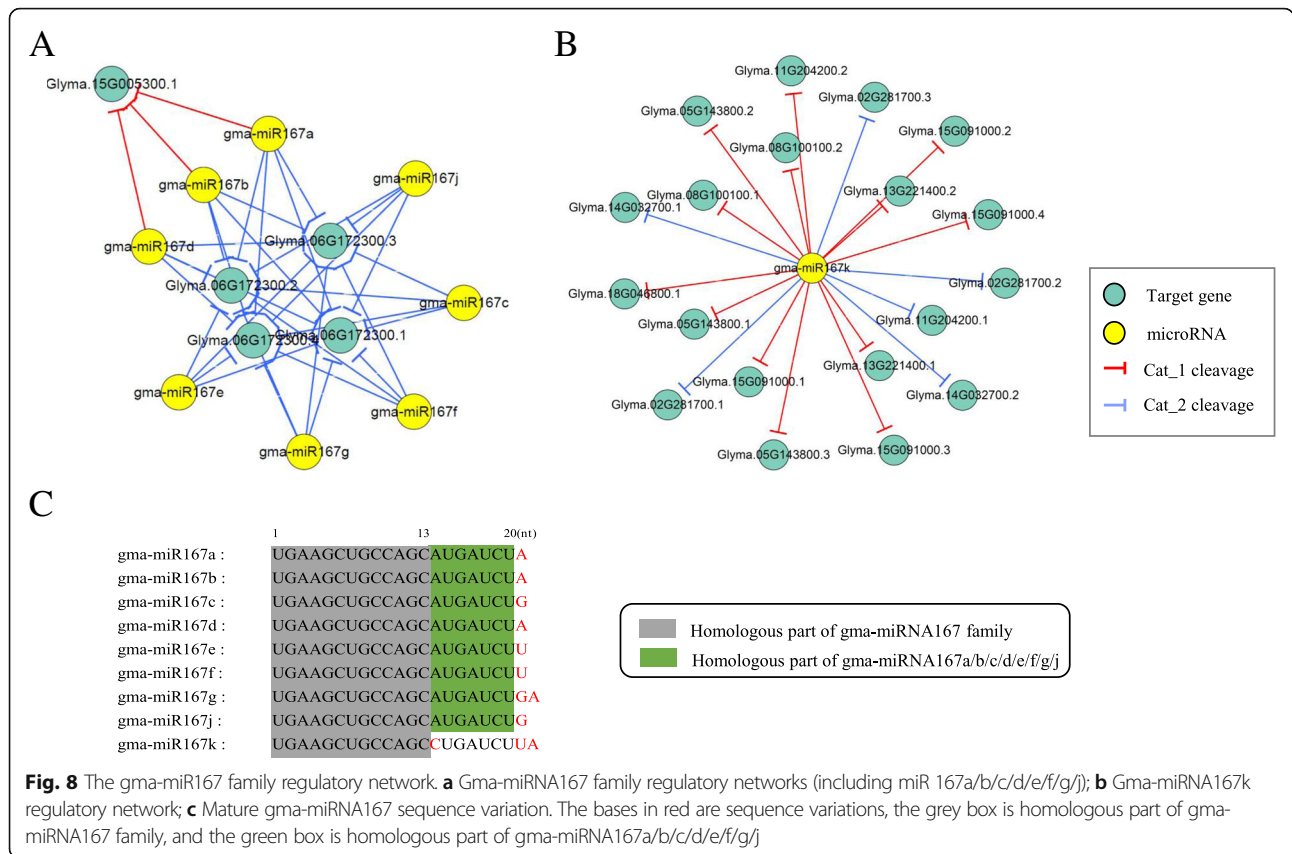 A
Glyma.15G005300.1
gma-miR167a
gma-miR167b
gma-miR167j
gma-miR167d
Glyma.06G172300.3
Glyma.06G172300.2
gma-miR167c
Glyma.06G172300.4
Glyma.06G172300.1
gma-miR167e
gma-miR167f
gma-miR167g
B
Glyma.11G204200.2
Glyma.02G281700.3
Glyma.05G143800.2
Glyma.15G091000.2
Glyma.08G100100.2
Glyma.08G100100.1
Glyma.13G221400.2
Glyma.14G032700.1
Glyma.15G091000.4
gma-miR167k
Glyma.02G281700.2
Glyma.18G046800.1
Glyma.05G143800.1
Glyma.11G204200.1
Glyma.13G221400.1
Glyma.15G091000.1
Glyma.14G032700.2
Glyma.02G281700.1
Glyma.05G143800.3
Glyma.15G091000.3
Target gene
microRNA
Cat_1 cleavage
Cat_2 cleavage
C
1 13 20(nt)
gma-miR167a : UGAAGCUGCCAGCAUGAUCUA
gma-miR167b : UGAAGCUGCCAGCAUGAUCUA
gma-miR167c : UGAAGCUGCCAGCAUGAUCUG
gma-miR167d : UGAAGCUGCCAGCAUGAUCUA
gma-miR167e : UGAAGCUGCCAGCAUGAUCUU
gma-miR167f : UGAAGCUGCCAGCAUGAUCUU
gma-miR167g : UGAAGCUGCCAGCAUGAUCUGA
gma-miR167j : UGAAGCUGCCAGCAUGAUCUG
gma-miR167k : UGAAGCUGCCAGCCUGAUCUUA
Homologous part of gma-miRNA167 family
Homologous part of gma-miRNA167a/b/c/d/e/f/g/j
Fig. 8 The gma-miR167 family regulatory network. a Gma-miRNA167 family regulatory networks (including miR 167a/b/c/d/e/f/g/j); b Gma-miRNA167k
regulatory network; c Mature gma-miRNA167 sequence variation. The bases in red are sequence variations, the grey box is homologous part of gma-
miRNA167 family, and the green box is homologous part of gma-miRNA167a/b/c/d/e/f/g/j